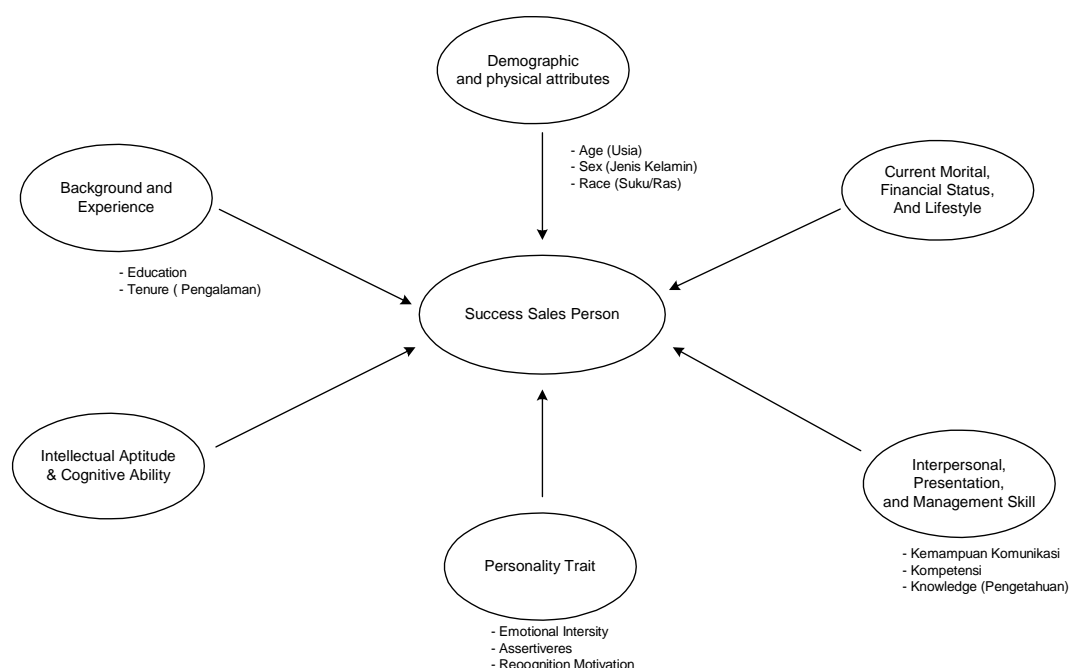 Demographic
and physical attributes
- Age (Usia)
- Sex (Jenis Kelamin)
- Race (Suku/Ras)
Background and
Experience
- Education
- Tenure ( Pengalaman)
Current Morital,
Financial Status,
And Lifestyle
Success Sales Person
Intellectual Aptitude
& Cognitive Ability
Interpersonal,
Presentation,
and Management Skill
- Kemampuan Komunikasi
- Kompetensi
- Knowledge (Pengetahuan)
Personality Trait
- Emotional Intersity
- Assertiveres
- Reoognition Motivation